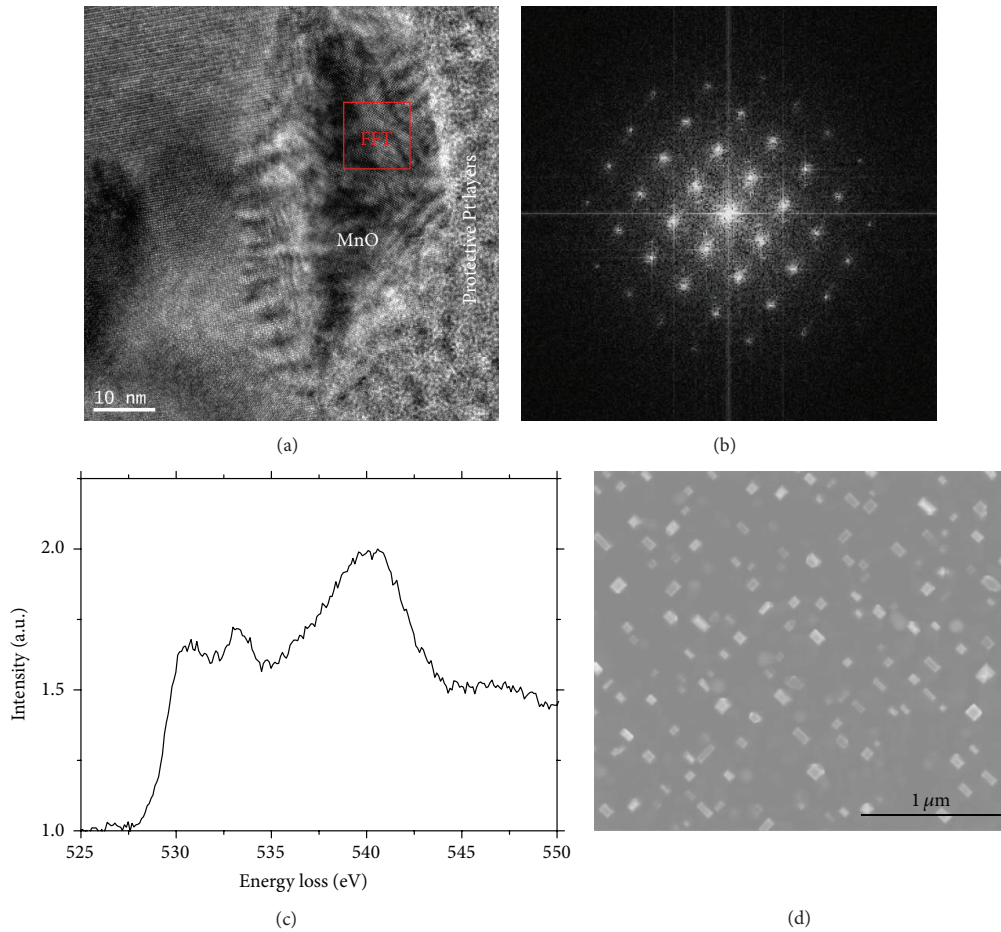 FFT
MnO
Protective Pt layers
10 nm
(a)
(b)
2.0
1.5
1.0
Intensity (a.u.)
525 530 535 540 545 550
Energy loss (eV)
(c)
1 μm
(d)